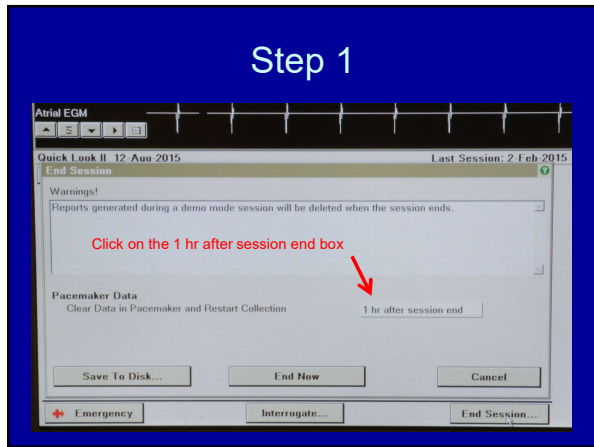 Step 1
Atrial EGM
Quick Look II 12-Aug-2015 Last Session: 2-Feb-2015
End Session
Warnings!
Reports generated during a demo mode session will be deleted when the session ends.
Click on the 1 hr after session end box
Pacemaker Data
Clear Data in Pacemaker and Restart Collection 1 hr after session end
Save To Disk... End Now Cancel
Emergency Interrogate... End Session...